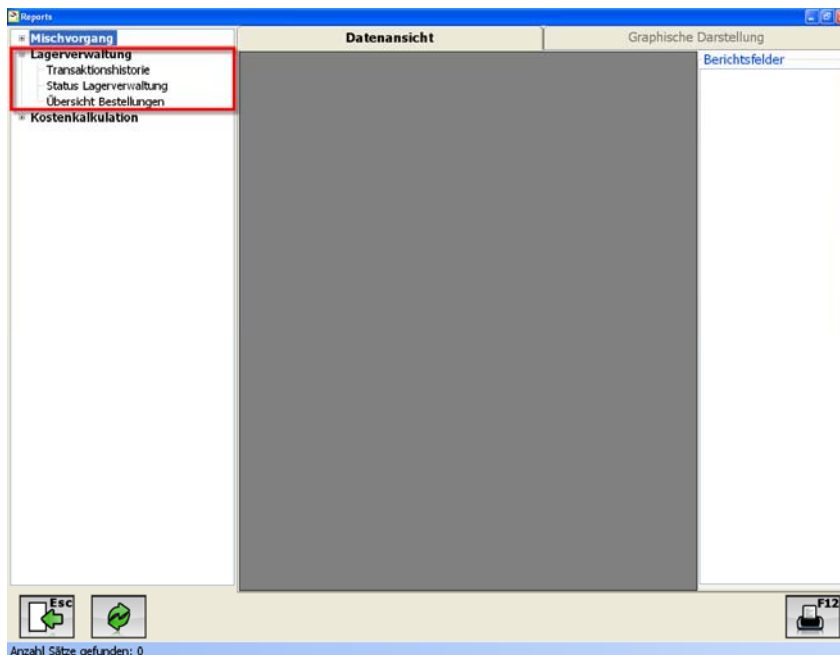 Reports
Mischvorgang
Lagerverwaltung
Transaktionshistorie
Status Lagerverwaltung
Übersicht Bestellungen
Kostenkalkulation
Datenansicht
Graphische Darstellung
Berichtsfelder
Esc
F12
Anzahl Sätze gefunden: 0